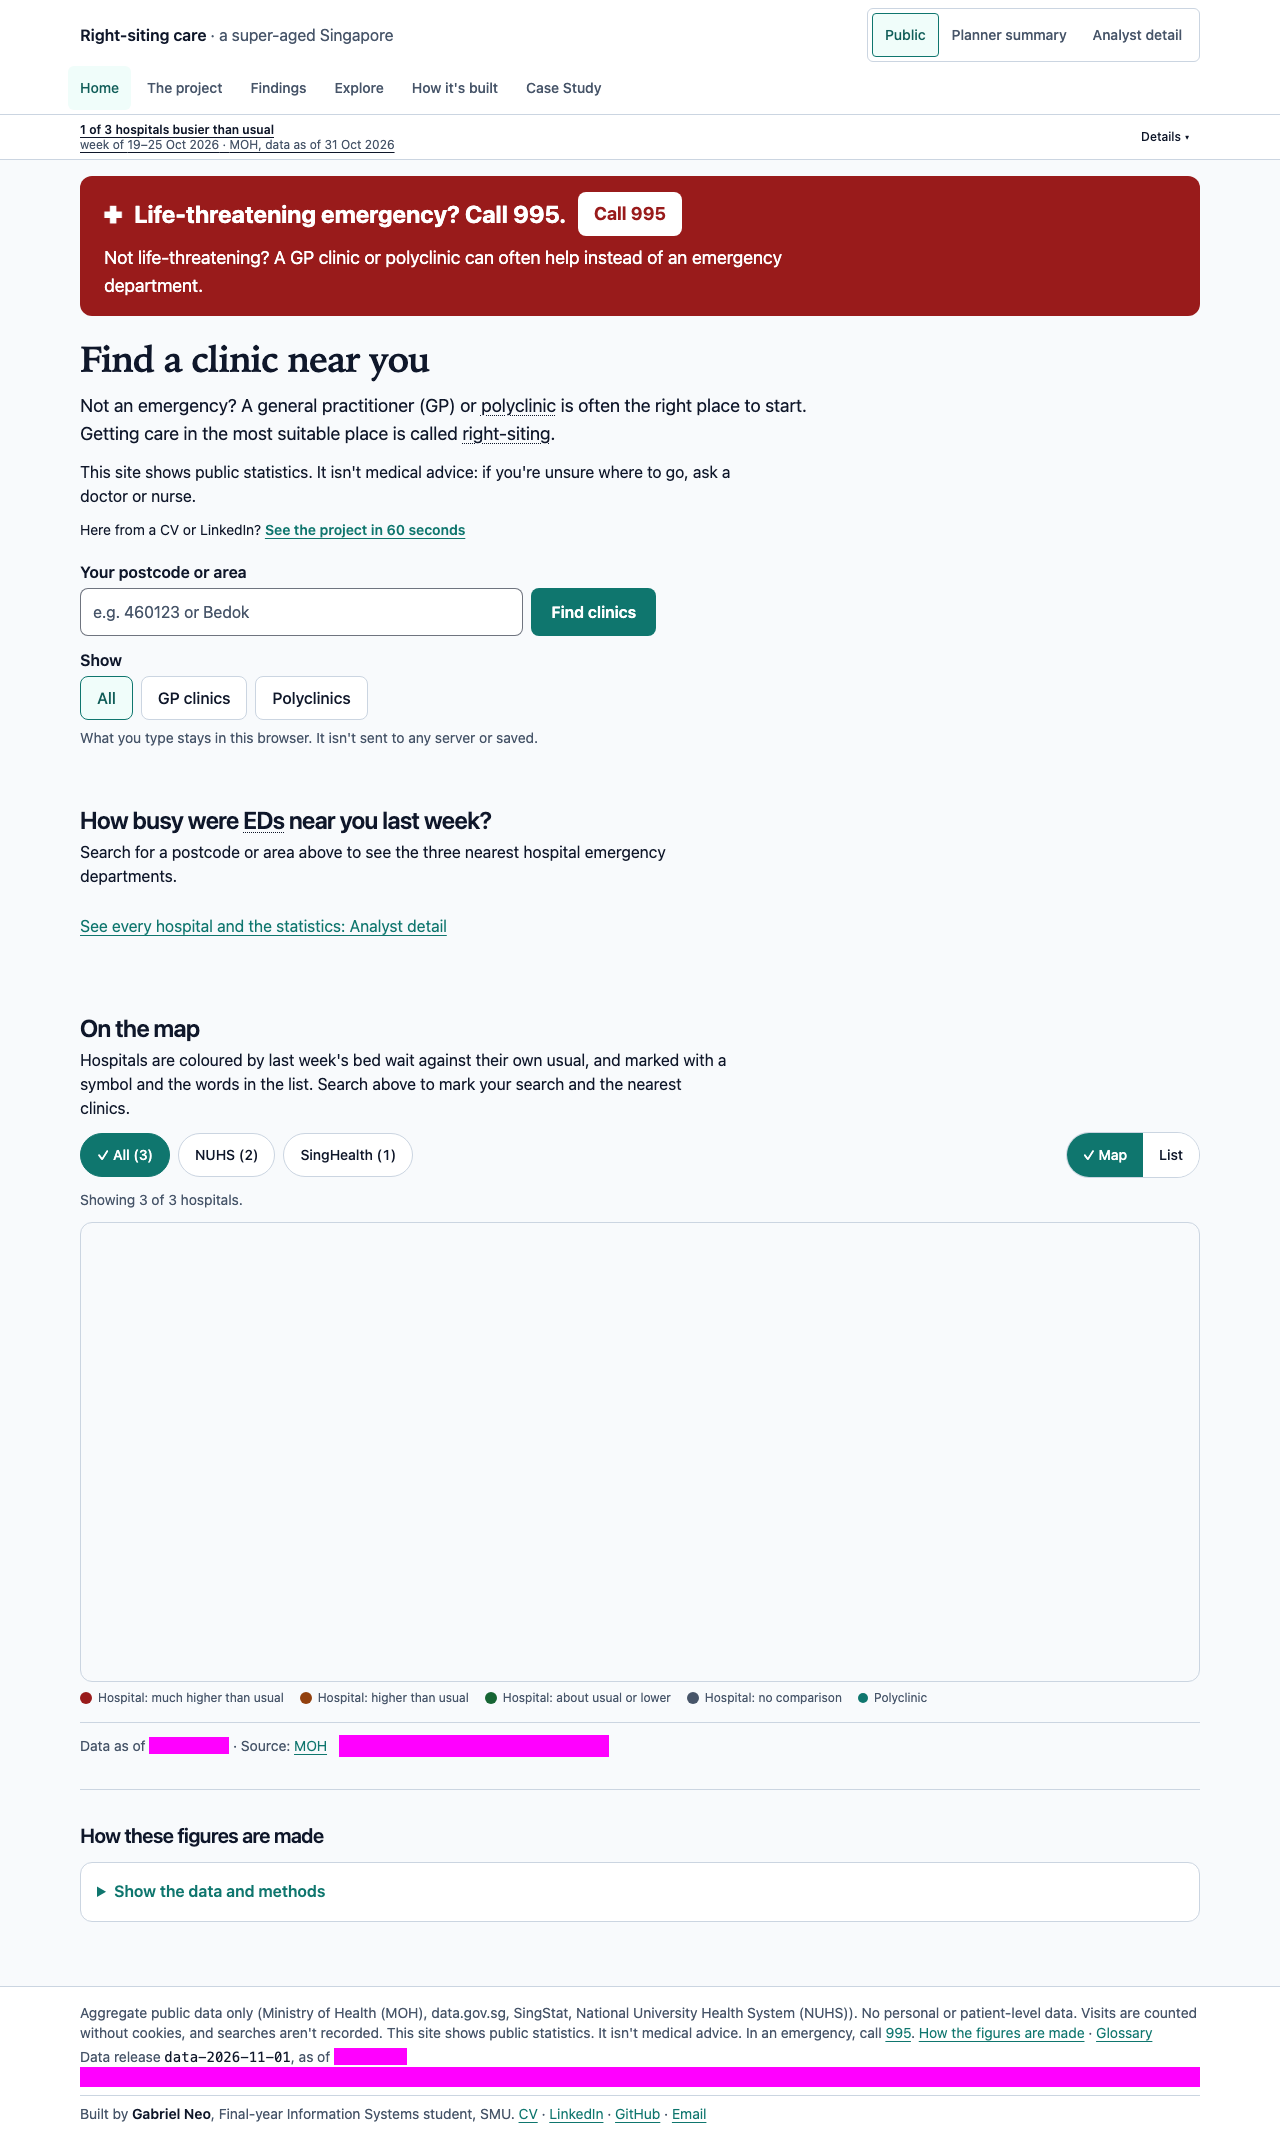 Right-siting care · a super-aged Singapore
Public
Planner summary
Analyst detail
Home
The project
Findings
Explore
How it's built
Case Study
1 of 3 hospitals busier than usual
week of 19–25 Oct 2026 · MOH, data as of 31 Oct 2026
Details
Life-threatening emergency? Call 995.
Call 995
Not life-threatening? A GP clinic or polyclinic can often help instead of an emergency
department.
Find a clinic near you
Not an emergency? A general practitioner (GP) or polyclinic is often the right place to start.
Getting care in the most suitable place is called right-siting.
This site shows public statistics. It isn't medical advice: if you're unsure where to go, ask a
doctor or nurse.
Here from a CV or LinkedIn? See the project in 60 seconds
Your postcode or area
e.g. 460123 or Bedok
Find clinics
Show
All
GP clinics
Polyclinics
What you type stays in this browser. It isn't sent to any server or saved.
How busy were EDs near you last week?
Search for a postcode or area above to see the three nearest hospital emergency
departments.
See every hospital and the statistics: Analyst detail
On the map
Hospitals are coloured by last week's bed wait against their own usual, and marked with a
symbol and the words in the list. Search above to mark your search and the nearest
clinics.
✓ All (3)
NUHS (2)
SingHealth (1)
✓ Map
List
Showing 3 of 3 hospitals.
Hospital: much higher than usual
Hospital: higher than usual
Hospital: about usual or lower
Hospital: no comparison
Polyclinic
Data as of
· Source: MOH
How these figures are made
Show the data and methods
Aggregate public data only (Ministry of Health (MOH), data.gov.sg, SingStat, National University Health System (NUHS)). No personal or patient-level data. Visits are counted
without cookies, and searches aren't recorded. This site shows public statistics. It isn't medical advice. In an emergency, call 995. How the figures are made · Glossary
Data release data-2026-11-01, as of
Built by Gabriel Neo, Final-year Information Systems student, SMU. CV · LinkedIn · GitHub · Email